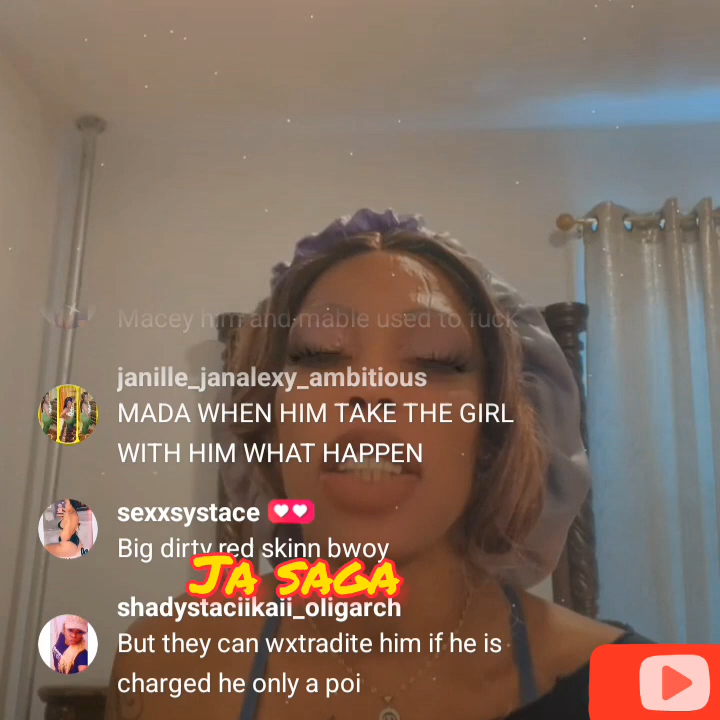 Macey him and mable used to fuck
janille_janalexy_ambitious
MADA WHEN HIM TAKE THE GIRL
WITH HIM WHAT HAPPEN
sexxsystace
Big dirty red skinn bwoy
JA SAGA
shadystaciikaii_oligarch
But they can wxtradite him if he is
charged he only a poi